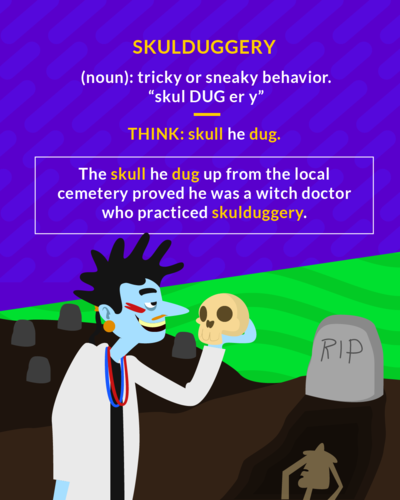 SKULDUGGERY
(noun): tricky or sneaky behavior.
“skul DUG er y”
THINK: skull he dug.
The skull he dug up from the local
cemetery proved he was a witch doctor
who practiced skulduggery.
RIP